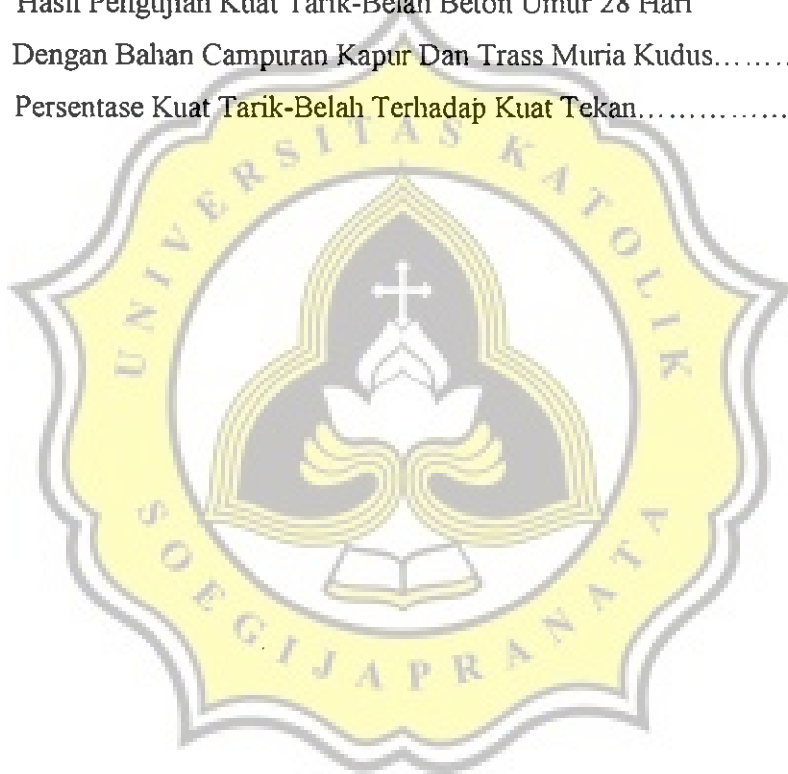 Hasil Pengujian Kuat Tarik-Belah Beton Umur 28 Hari
Dengan Bahan Campuran Kapur Dan Trass Muria Kudus………
Persentase Kuat Tarik-Belah Terhadap Kuat Tekan……………
UNIVERSITAS KATOLIK
SOEGIJAPRANATA